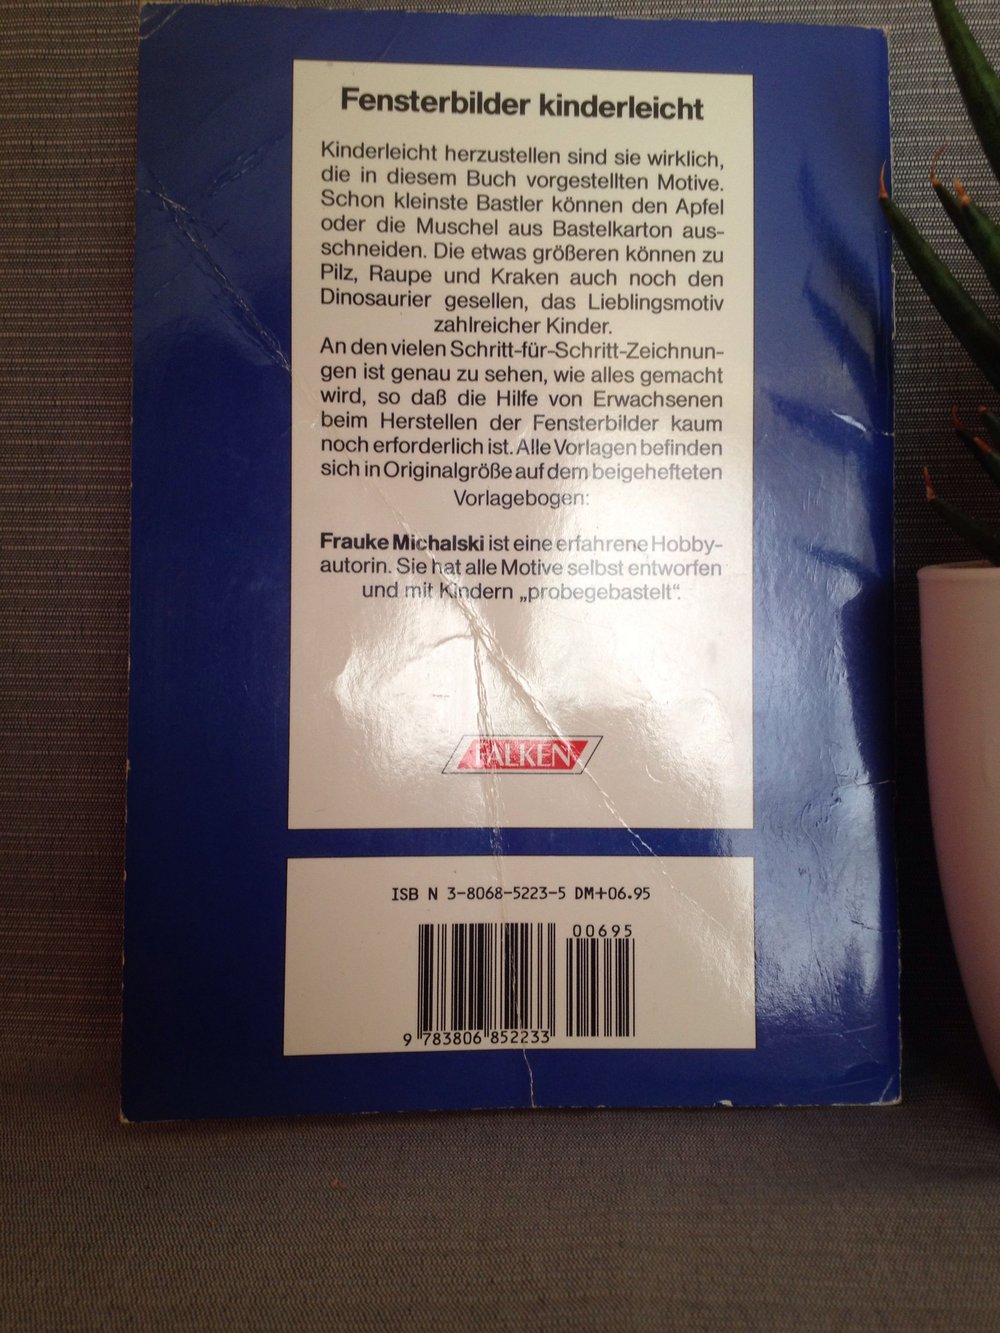 Fensterbilder kinderleicht
Kinderleicht herzustellen sind sie wirklich,
die in diesem Buch vorgestellten Motive.
Schon kleinste Bastler können den Apfel
oder die Muschel aus Bastelkarton aus-
schneiden. Die etwas größeren können zu
Pilz, Raupe und Kraken auch noch den
Dinosaurier gesellen, das Lieblingsmotiv
zahlreicher Kinder.
An den vielen Schritt-für-Schritt-Zeichnun-
gen ist genau zu sehen, wie alles gemacht
wird, so daß die Hilfe von Erwachsenen
beim Herstellen der Fensterbilder kaum
noch erforderlich ist. Alle Vorlagen befinden
sich in Originalgröße auf dem beigehefteten
Vorlagebogen.
Frauke Michalski ist eine erfahrene Hobby-
autorin. Sie hat alle Motive selbst entworfen
und mit Kindern „probegebastelt“.
FALKEN
ISB N 3-8068-5223-5 DM+06.95
00695
9 783806 852233